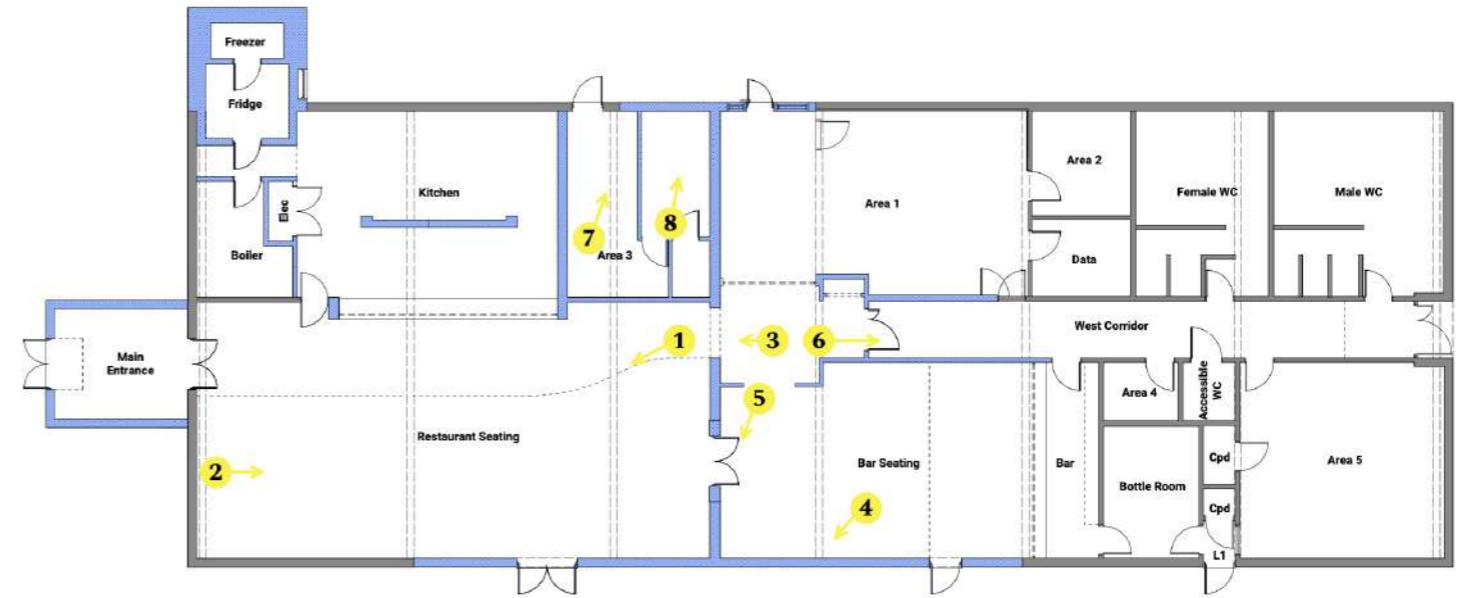 Freezer
Fridge
Elec
Kitchen
Boiler
7
Area 3
8
Area 1
Area 2
Data
Female WC
Male WC
Main
Entrance
1
3
6
West Corridor
2
Restaurant Seating
5
Bar Seating
4
Bar
Area 4
Accessible
WC
Bottle Room
Cpd
Cpd
L1
Area 5